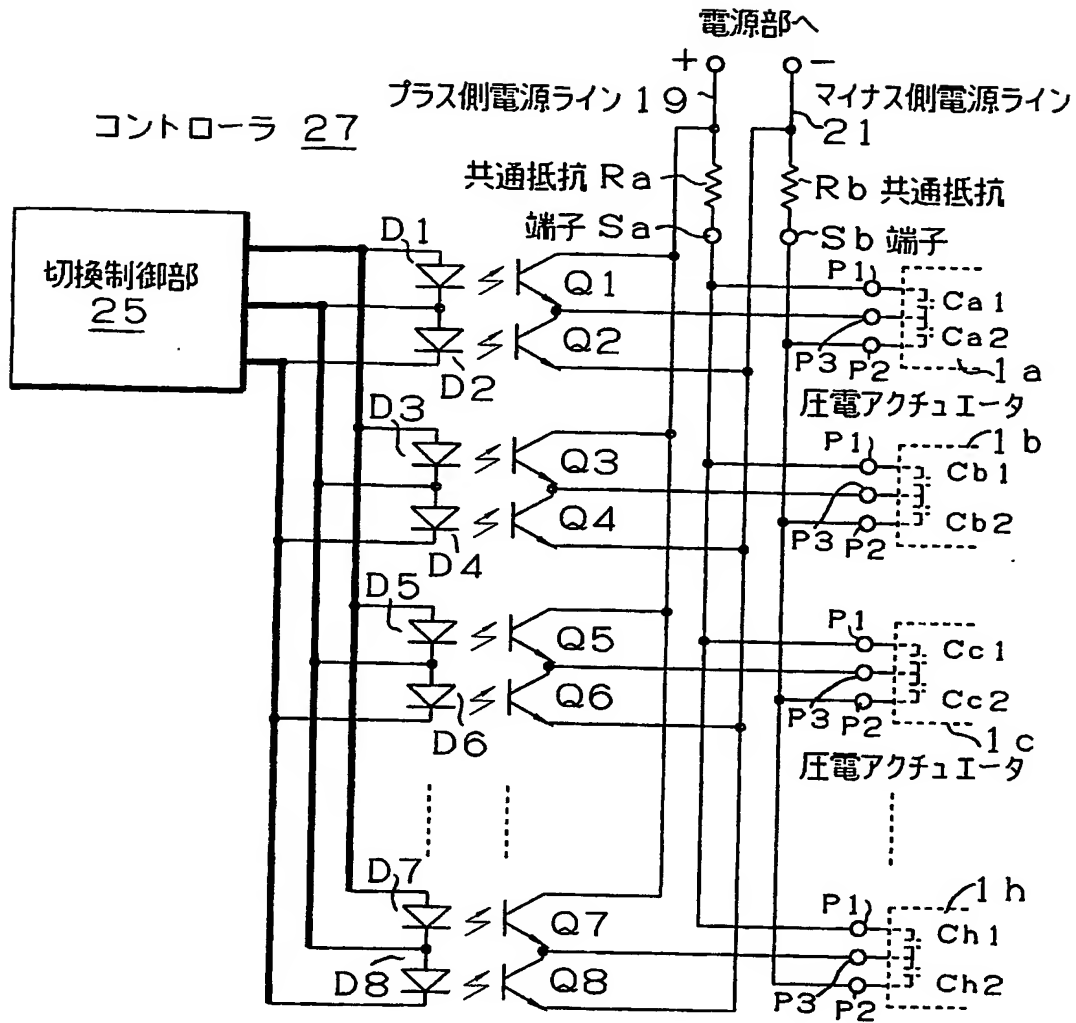 電源部へ
+ −
プラス側電源ライン 19
マイナス側電源ライン
21
コントローラ 27
共通抵抗 Ra
Rb 共通抵抗
端子 Sa
Sb 端子
切換制御部
25
D1
Q1
P1
Ca1
Q2
Ca2
D2
P3 P2
1a
圧電アクチュエータ
D3
P1
1b
Q3
Cb1
Q4
Cb2
D4
P3 P2
D5
P1
Q5
Cc1
Q6
Cc2
D6
P3 P2
1c
圧電アクチュエータ
D7
P1
1h
Q7
Ch1
D8
Q8
Ch2
P3 P2